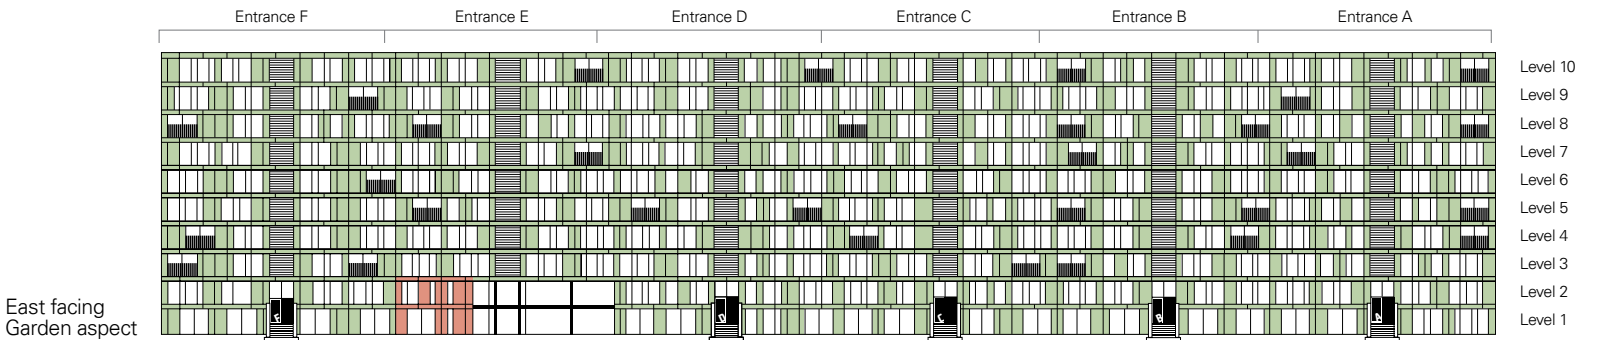 Entrance F
Entrance E
Entrance D
Entrance C
Entrance B
Entrance A
Level 10
Level 9
Level 8
Level 7
Level 6
Level 5
Level 4
Level 3
Level 2
Level 1
East facing
Garden aspect
F
D
C
B
A